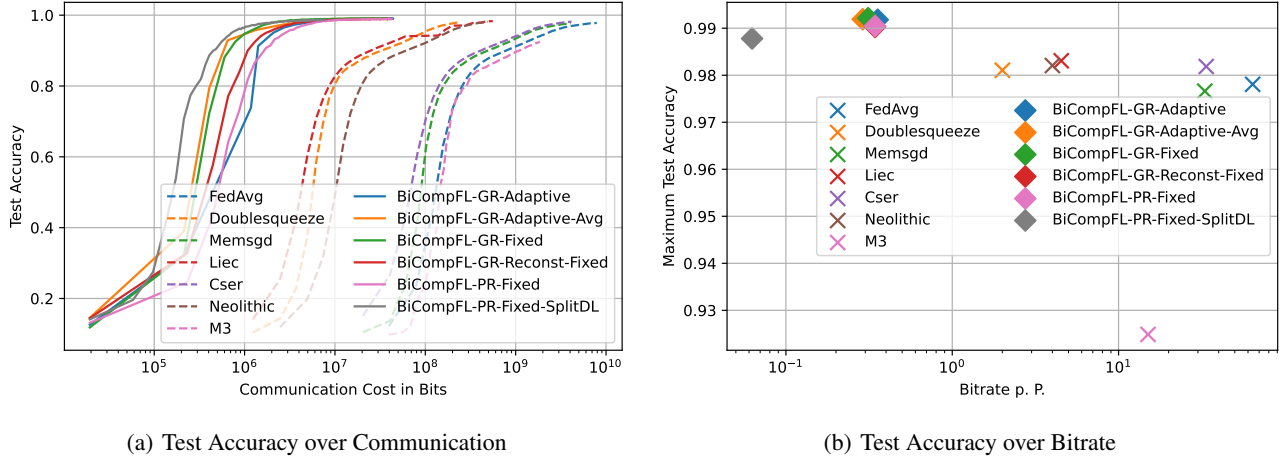 1.0
0.8
0.6
0.4
0.2
Test Accuracy
FedAvg
Doublesqueeze
Memsgd
Liec
Cser
Neolithic
M3
BiCompFL-GR-Adaptive
BiCompFL-GR-Adaptive-Avg
BiCompFL-GR-Fixed
BiCompFL-GR-Reconst-Fixed
BiCompFL-PR-Fixed
BiCompFL-PR-Fixed-SplitDL
10^5 10^6 10^7 10^8 10^9 10^10
Communication Cost in Bits
(a) Test Accuracy over Communication
0.99
0.98
0.97
0.96
0.95
0.94
0.93
Maximum Test Accuracy
FedAvg
Doublesqueeze
Memsgd
Liec
Cser
Neolithic
M3
BiCompFL-GR-Adaptive
BiCompFL-GR-Adaptive-Avg
BiCompFL-GR-Fixed
BiCompFL-GR-Reconst-Fixed
BiCompFL-PR-Fixed
BiCompFL-PR-Fixed-SplitDL
10^−1 10^0 10^1
Bitrate p. P.
(b) Test Accuracy over Bitrate